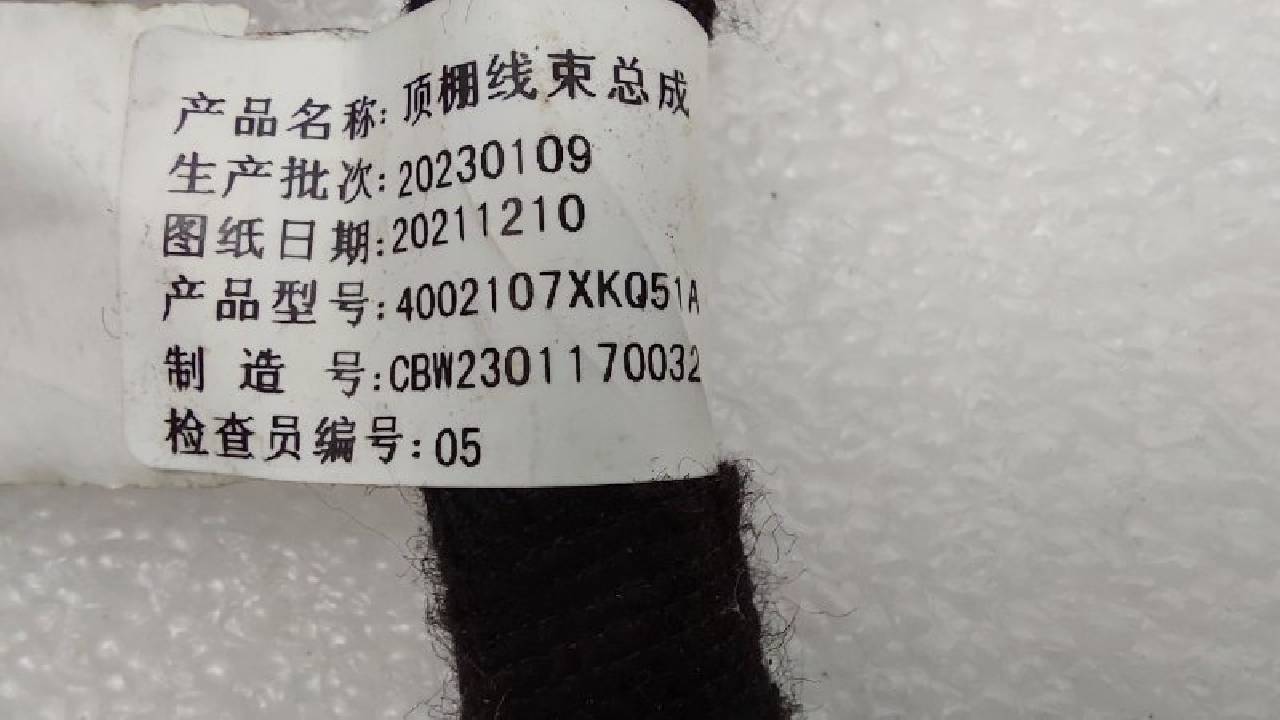 产品名称:顶棚线束总成
生产批次:20230109
图纸日期:20211210
产品型号:4002107XKQ51A
制 造 号:CBW2301170032
检查员编号:05